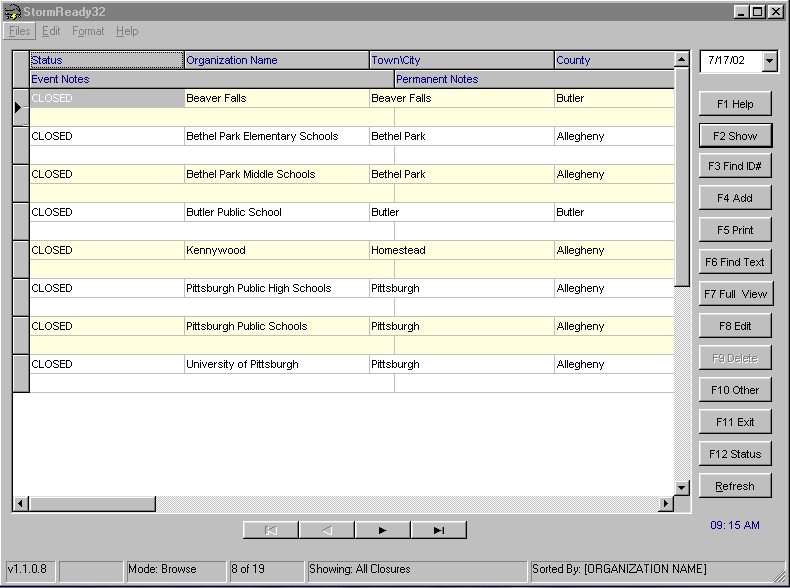 StormReady32
Files Edit Format Help
Status Organization Name Town\City County
Event Notes Permanent Notes
CLOSED Beaver Falls Beaver Falls Butler
CLOSED Bethel Park Elementary Schools Bethel Park Allegheny
CLOSED Bethel Park Middle Schools Bethel Park Allegheny
CLOSED Butler Public School Butler Butler
CLOSED Kennywood Homestead Allegheny
CLOSED Pittsburgh Public High Schools Pittsburgh Allegheny
CLOSED Pittsburgh Public Schools Pittsburgh Allegheny
CLOSED University of Pittsburgh Pittsburgh Allegheny
7/17/02
F1 Help
F2 Show
F3 Find ID#
F4 Add
F5 Print
F6 Find Text
F7 Full View
F8 Edit
F9 Delete
F10 Other
F11 Exit
F12 Status
Refresh
09: 15 AM
v1.1.0.8 Mode: Browse 8 of 19 Showing: All Closures Sorted By: [ORGANIZATION NAME]